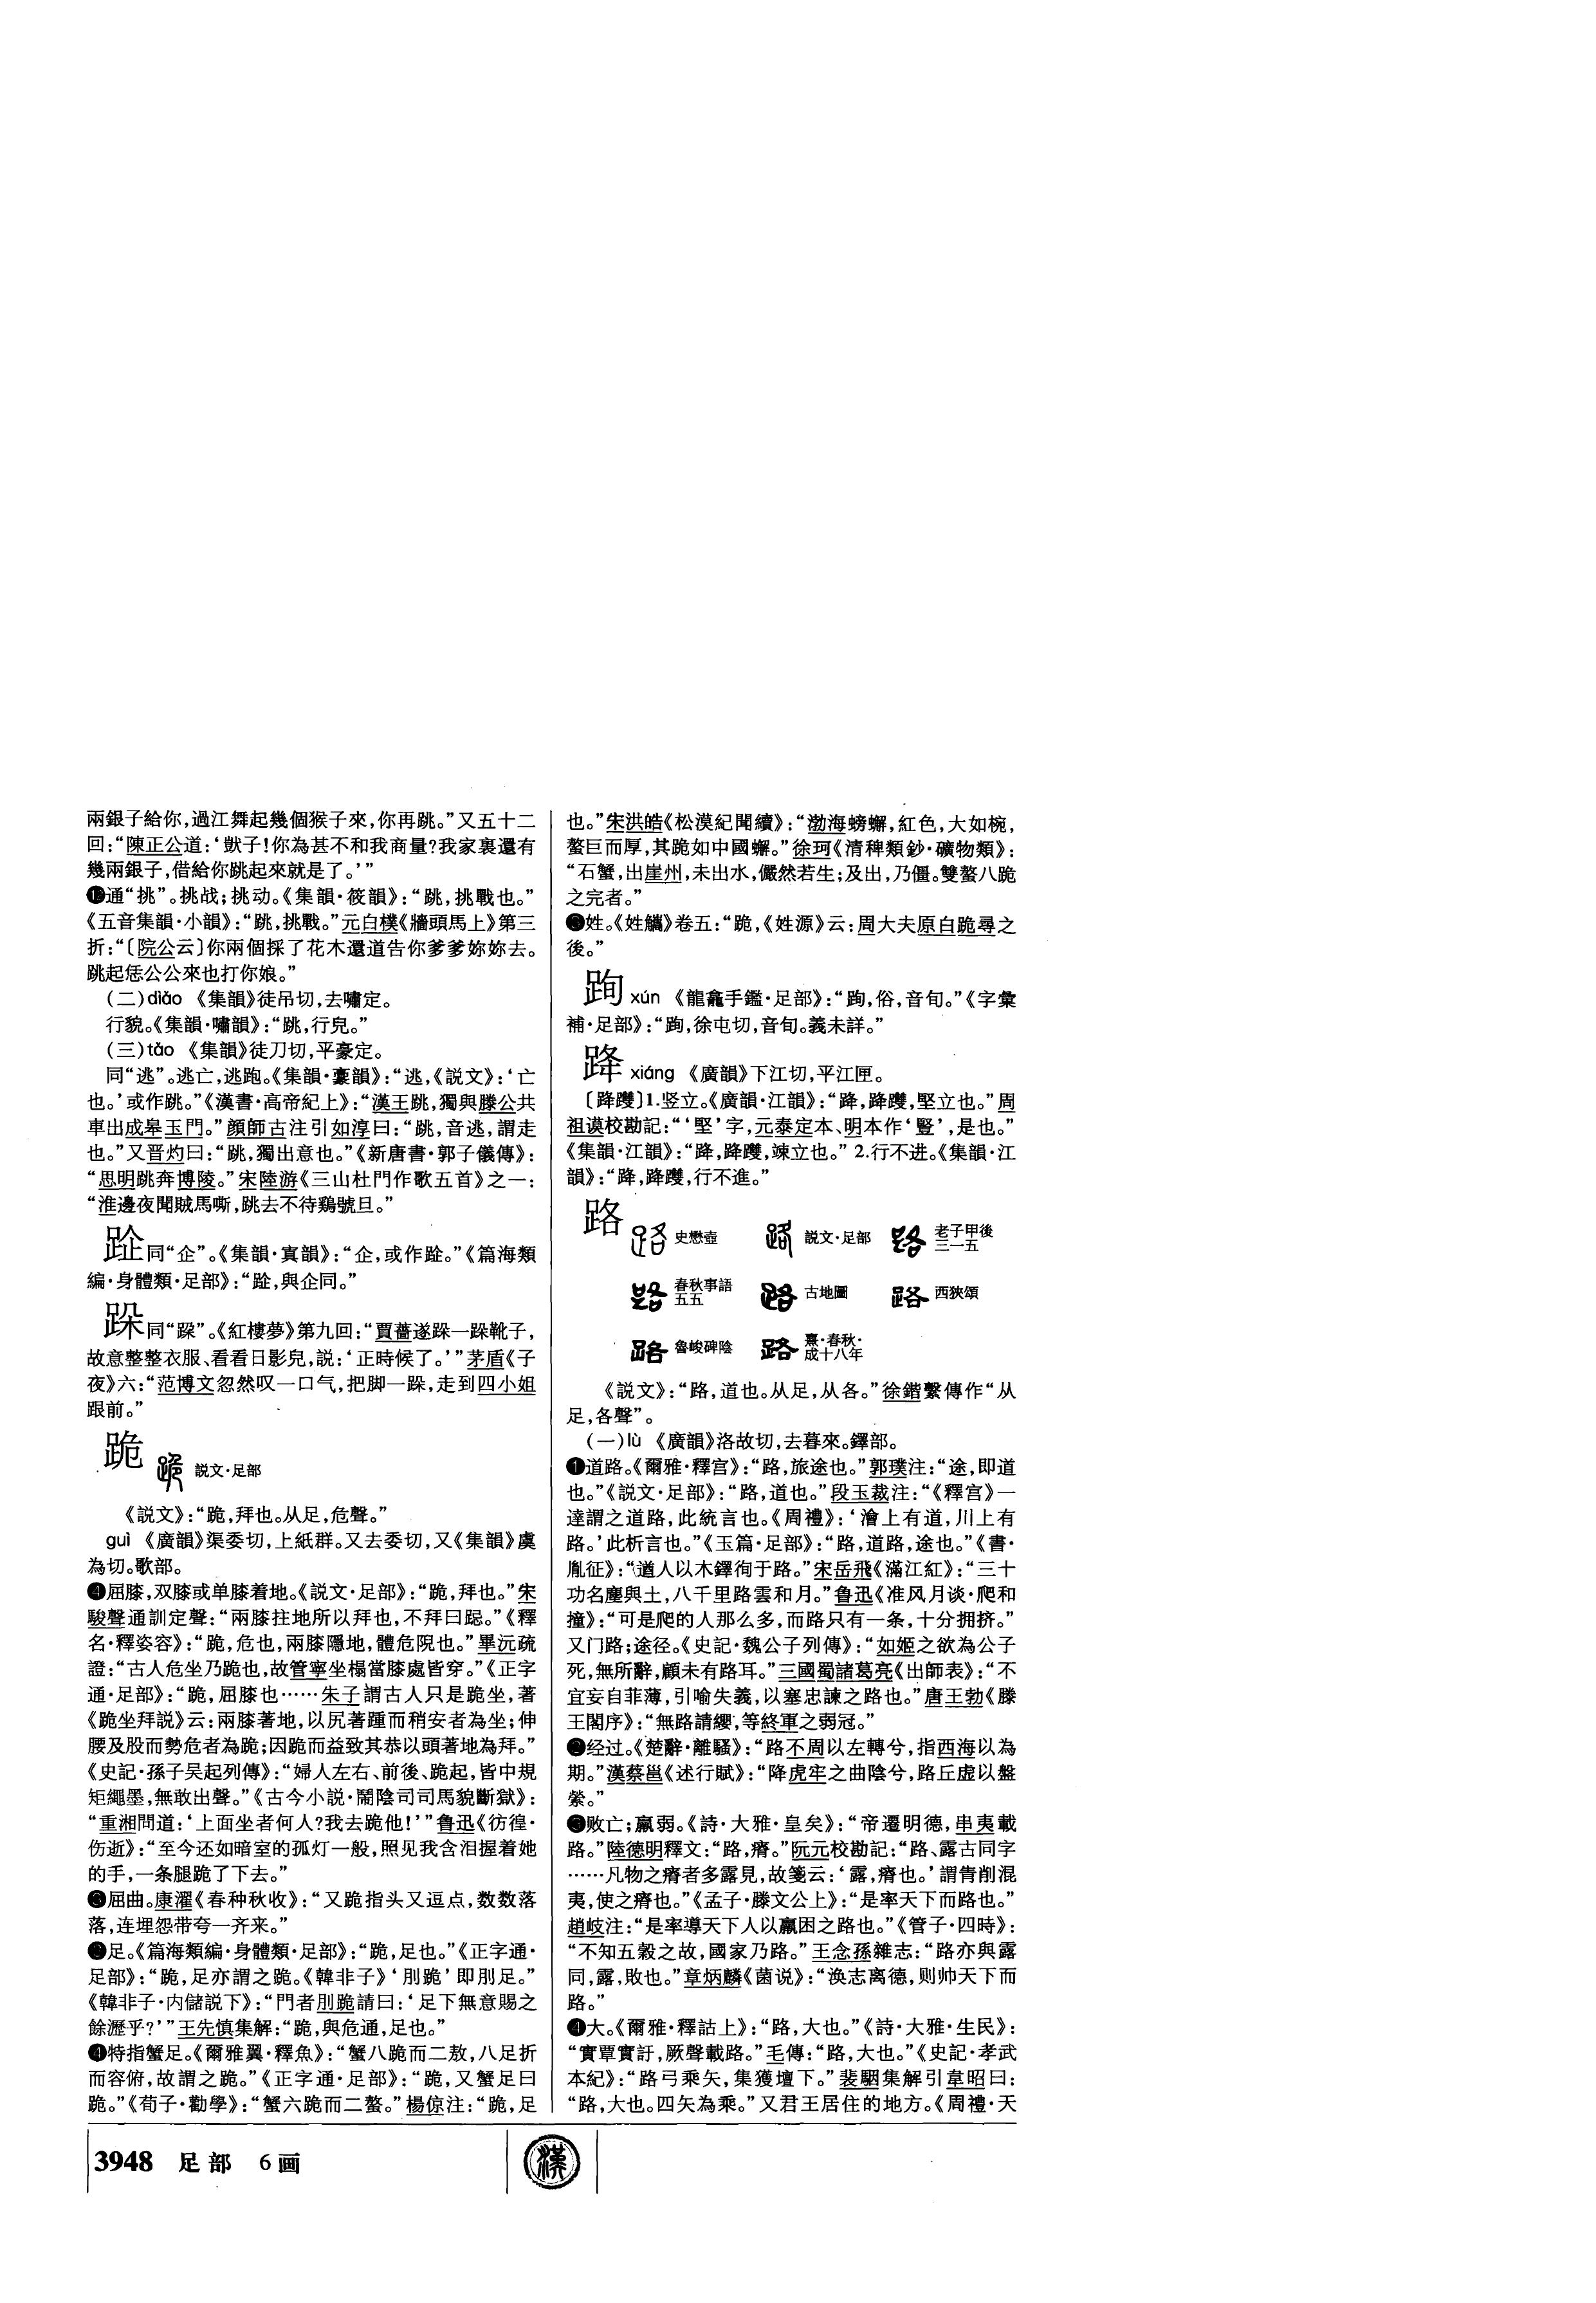 兩銀子給你,過江舞起幾個猴子來,你再跳。”又五十二
回:“陳正公道:‘獃子!你為甚不和我商量?我家裏還有
幾兩銀子,借給你跳起來就是了。’”
通“挑”。挑战;挑动。《集韻·筱韻》:“跳,挑戰也。”
《五音集韻·小韻》:“跳,挑戰。”元白樸《牆頭馬上》第三
折:“〔院公云〕你兩個採了花木還道告你爹爹妳妳去。
跳起恁公公來也打你娘。”
(二)diào 《集韻》徒吊切,去嘯定。
行貌。《集韻·嘯韻》:“跳,行皃。”
(三)táo 《集韻》徒刀切,平豪定。
同“逃”。逃亡,逃跑。《集韻·豪韻》:“逃,《説文》:‘亡
也。’或作跳。”《漢書·高帝紀上》:“漢王跳,獨與滕公共
車出成皋玉門。”顔師古注引如淳曰:“跳,音逃,謂走
也。”又晋灼曰:“跳,獨出意也。”《新唐書·郭子儀傳》:
“思明跳奔博陵。”宋陸游《三山杜門作歌五首》之一:
“淮邊夜聞賊馬嘶,跳去不待鷄號旦。”
跐同“企”。《集韻·寘韻》:“企,或作𨀕。”《篇海類
編·身體類·足部》:“𨀕,與企同。”
跺同“跥”。《紅樓夢》第九回:“賈薔遂跺一跺靴子,
故意整整衣服、看看日影兒,説:‘正時候了。’”茅盾《子
夜》六:“范博文忽然叹一口气,把脚一跺,走到四小姐
跟前。”
跪 説文·足部
《説文》:“跪,拜也。从足,危聲。”
guì 《廣韻》渠委切,上紙群。又去委切,又《集韻》虞
為切。歌部。
❹屈膝,双膝或单膝着地。《説文·足部》:“跪,拜也。”朱
駿聲通訓定聲:“兩膝拄地所以拜也,不拜曰跽。”《釋
名·釋姿容》:“跪,危也,兩膝隱地,體危阢也。”畢沅疏
證:“古人危坐乃跪也,故管寧坐榻當膝處皆穿。”《正字
通·足部》:“跪,屈膝也……朱子謂古人只是跪坐,著
《跪坐拜説》云:兩膝著地,以尻著踵而稍安者為坐;伸
腰及股而勢危者為跪;因跪而益致其恭以頭著地為拜。”
《史記·孫子吴起列傳》:“婦人左右、前後、跪起,皆中規
矩繩墨,無敢出聲。”《古今小説·鬧陰司司馬貌斷獄》:
“重湘問道:‘上面坐者何人?我去跪他!’”鲁迅《彷徨·
伤逝》:“至今还如暗室的孤灯一般,照见我含泪握着她
的手,一条腿跪了下去。”
❸屈曲。康濯《春种秋收》:“又跪指头又逗点,数数落
落,连埋怨带夸一齐来。”
❷足。《篇海類編·身體類·足部》:“跪,足也。”《正字通·
足部》:“跪,足亦謂之跪。《韓非子》‘刖跪’即刖足。”
《韓非子·内儲説下》:“門者刖跪請曰:‘足下無意賜之
餘瀝乎?’”王先慎集解:“跪,與危通,足也。”
❹特指蟹足。《爾雅翼·釋魚》:“蟹八跪而二敖,八足折
而容俯,故謂之跪。”《正字通·足部》:“跪,又蟹足曰
跪。”《荀子·勸學》:“蟹六跪而二螯。”楊倞注:“跪,足
也。”宋洪皓《松漠紀聞續》:“渤海螃蠏,紅色,大如椀,
螯巨而厚,其跪如中國蠏。”徐珂《清稗類鈔·礦物類》:
“石蟹,出崖州,未出水,儼然若生;及出,乃僵。雙螯八跪
之完者。”
❸姓。《姓觿》卷五:“跪,《姓源》云:周大夫原白跪尋之
後。”
跔 xún 《龍龕手鑑·足部》:“跔,俗,音旬。”《字彙
補·足部》:“跔,徐屯切,音旬。義未詳。”
跭 xiáng 《廣韻》下江切,平江匣。
〔跭躞〕1.竖立。《廣韻·江韻》:“跭,跭𨇯,堅立也。”周
祖谟校勘記:“‘堅’字,元泰定本、明本作‘豎’,是也。”
《集韻·江韻》:“跭,跭𨇯,竦立也。” 2.行不进。《集韻·江
韻》:“跭,跭𨇯,行不進。”
路 史懋壺 説文·足部 老子甲後三一五
春秋事語五五 古地圖 西狹頌
魯峻碑陰 熹·春秋·成十八年
《説文》:“路,道也。从足,从各。”徐鍇繫傳作“从
足,各聲”。
(一)lù 《廣韻》洛故切,去暮來。鐸部。
❶道路。《爾雅·釋宫》:“路,旅途也。”郭璞注:“途,即道
也。”《説文·足部》:“路,道也。”段玉裁注:“《釋宫》一
達謂之道路,此統言也。《周禮》:‘澮上有道,川上有
路。’此析言也。”《玉篇·足部》:“路,道路,途也。”《書·
胤征》:“遒人以木鐸徇于路。”宋岳飛《滿江紅》:“三十
功名塵與土,八千里路雲和月。”鲁迅《准风月谈·爬和
撞》:“可是爬的人那么多,而路只有一条,十分拥挤。”
又门路;途径。《史記·魏公子列傳》:“如姬之欲為公子
死,無所辭,顧未有路耳。”三國蜀諸葛亮《出師表》:“不
宜妄自菲薄,引喻失義,以塞忠諫之路也。”唐王勃《滕
王閣序》:“無路請纓,等終軍之弱冠。”
❷经过。《楚辭·離騷》:“路不周以左轉兮,指西海以為
期。”漢蔡邕《述行賦》:“降虎牢之曲陰兮,路丘虚以盤
縈。”
❸败亡;羸弱。《詩·大雅·皇矣》:“帝遷明德,串夷載
路。”陸德明釋文:“路,瘠。”阮元校勘記:“路、露古同字
……凡物之瘠者多露見,故箋云:‘露,瘠也。’謂眚削混
夷,使之瘠也。”《孟子·滕文公上》:“是率天下而路也。”
趙岐注:“是率導天下人以羸困之路也。”《管子·四時》:
“不知五穀之故,國家乃路。”王念孫雜志:“路亦與露
同,露,敗也。”章炳麟《菌说》:“涣志离德,则帅天下而
路。”
❹大。《爾雅·釋詁上》:“路,大也。”《詩·大雅·生民》:
“實覃實訏,厥聲載路。”毛傳:“路,大也。”《史記·孝武
本紀》:“路弓乘矢,集獲壇下。”裴駰集解引韋昭曰:
“路,大也。四矢為乘。”又君王居住的地方。《周禮·天
3948 足部 6画
漢